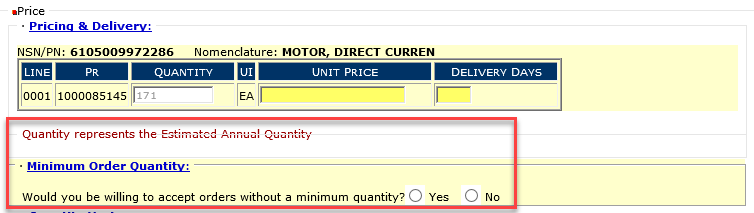 Price
· Pricing & Delivery:
NSN/PN: 6105009972286 Nomenclature: MOTOR, DIRECT CURREN
LINE PR QUANTITY UI UNIT PRICE DELIVERY DAYS
0001 1000085145 171 EA
Quantity represents the Estimated Annual Quantity
· Minimum Order Quantity:
Would you be willing to accept orders without a minimum quantity? Yes No